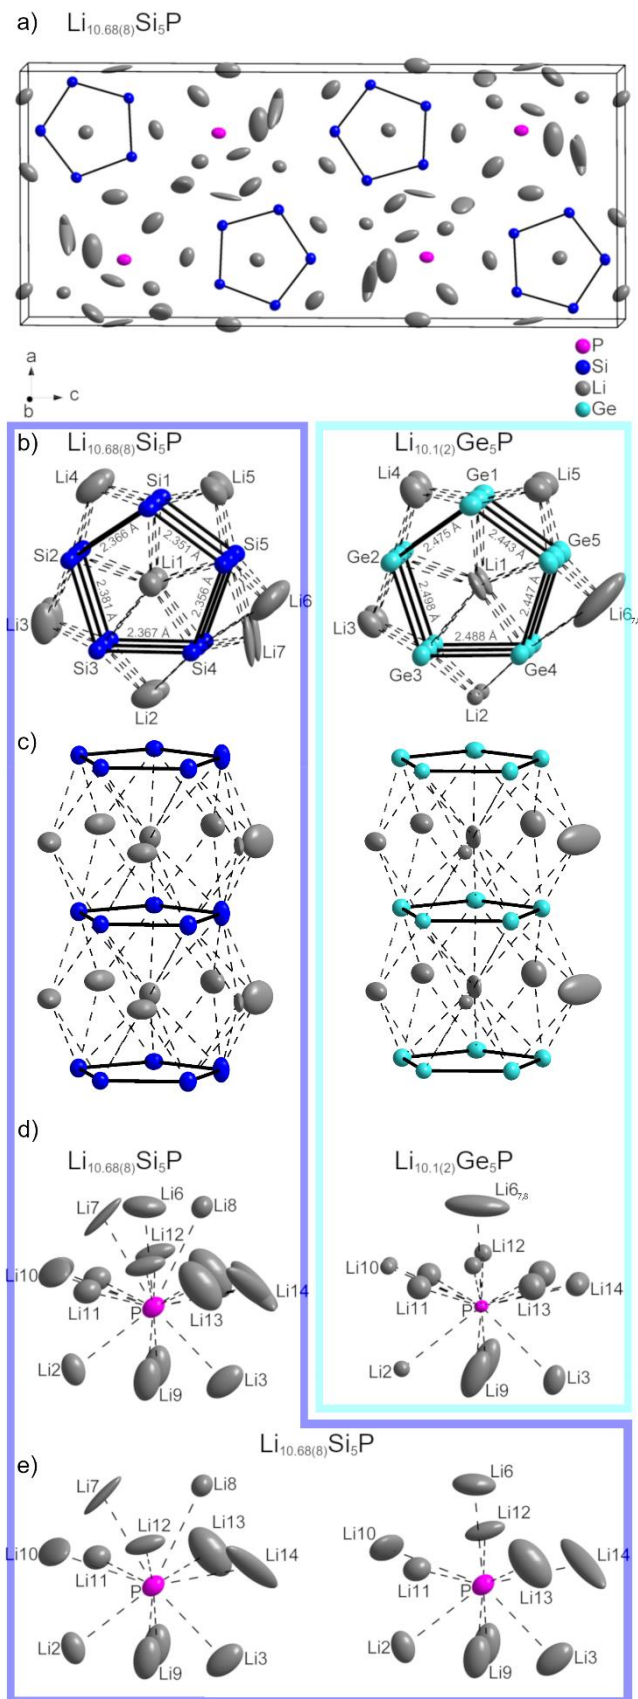 a) Li10.68(8)Si5P
a
b
c
P
Si
Li
Ge
b) Li10.68(8)Si5P
Li4
Si1
Li5
2.366 Å
2.351 Å
Si2
Li1
Si5
2.381 Å
2.356 Å
Li6
Li3
2.367 Å
Li7
Si3
Si4
Li2
Li10.1(2)Ge5P
Li4
Ge1
Li5
2.475 Å
2.443 Å
Ge2
Li1
Ge5
2.498 Å
2.447 Å
Li3
2.488 Å
Li67,8
Ge3
Ge4
Li2
c)
d)
Li10.68(8)Si5P
Li7
Li6
Li8
Li12
Li10
Li11
P
Li13
Li14
Li2
Li9
Li3
Li10.1(2)Ge5P
Li67,8
Li12
Li10
Li11
P
Li13
Li14
Li2
Li9
Li3
Li10.68(8)Si5P
e)
Li7
Li8
Li12
Li13
Li10
Li11
Li14
P
Li2
Li9
Li3
Li6
Li12
Li10
Li11
Li14
P
Li13
Li2
Li9
Li3